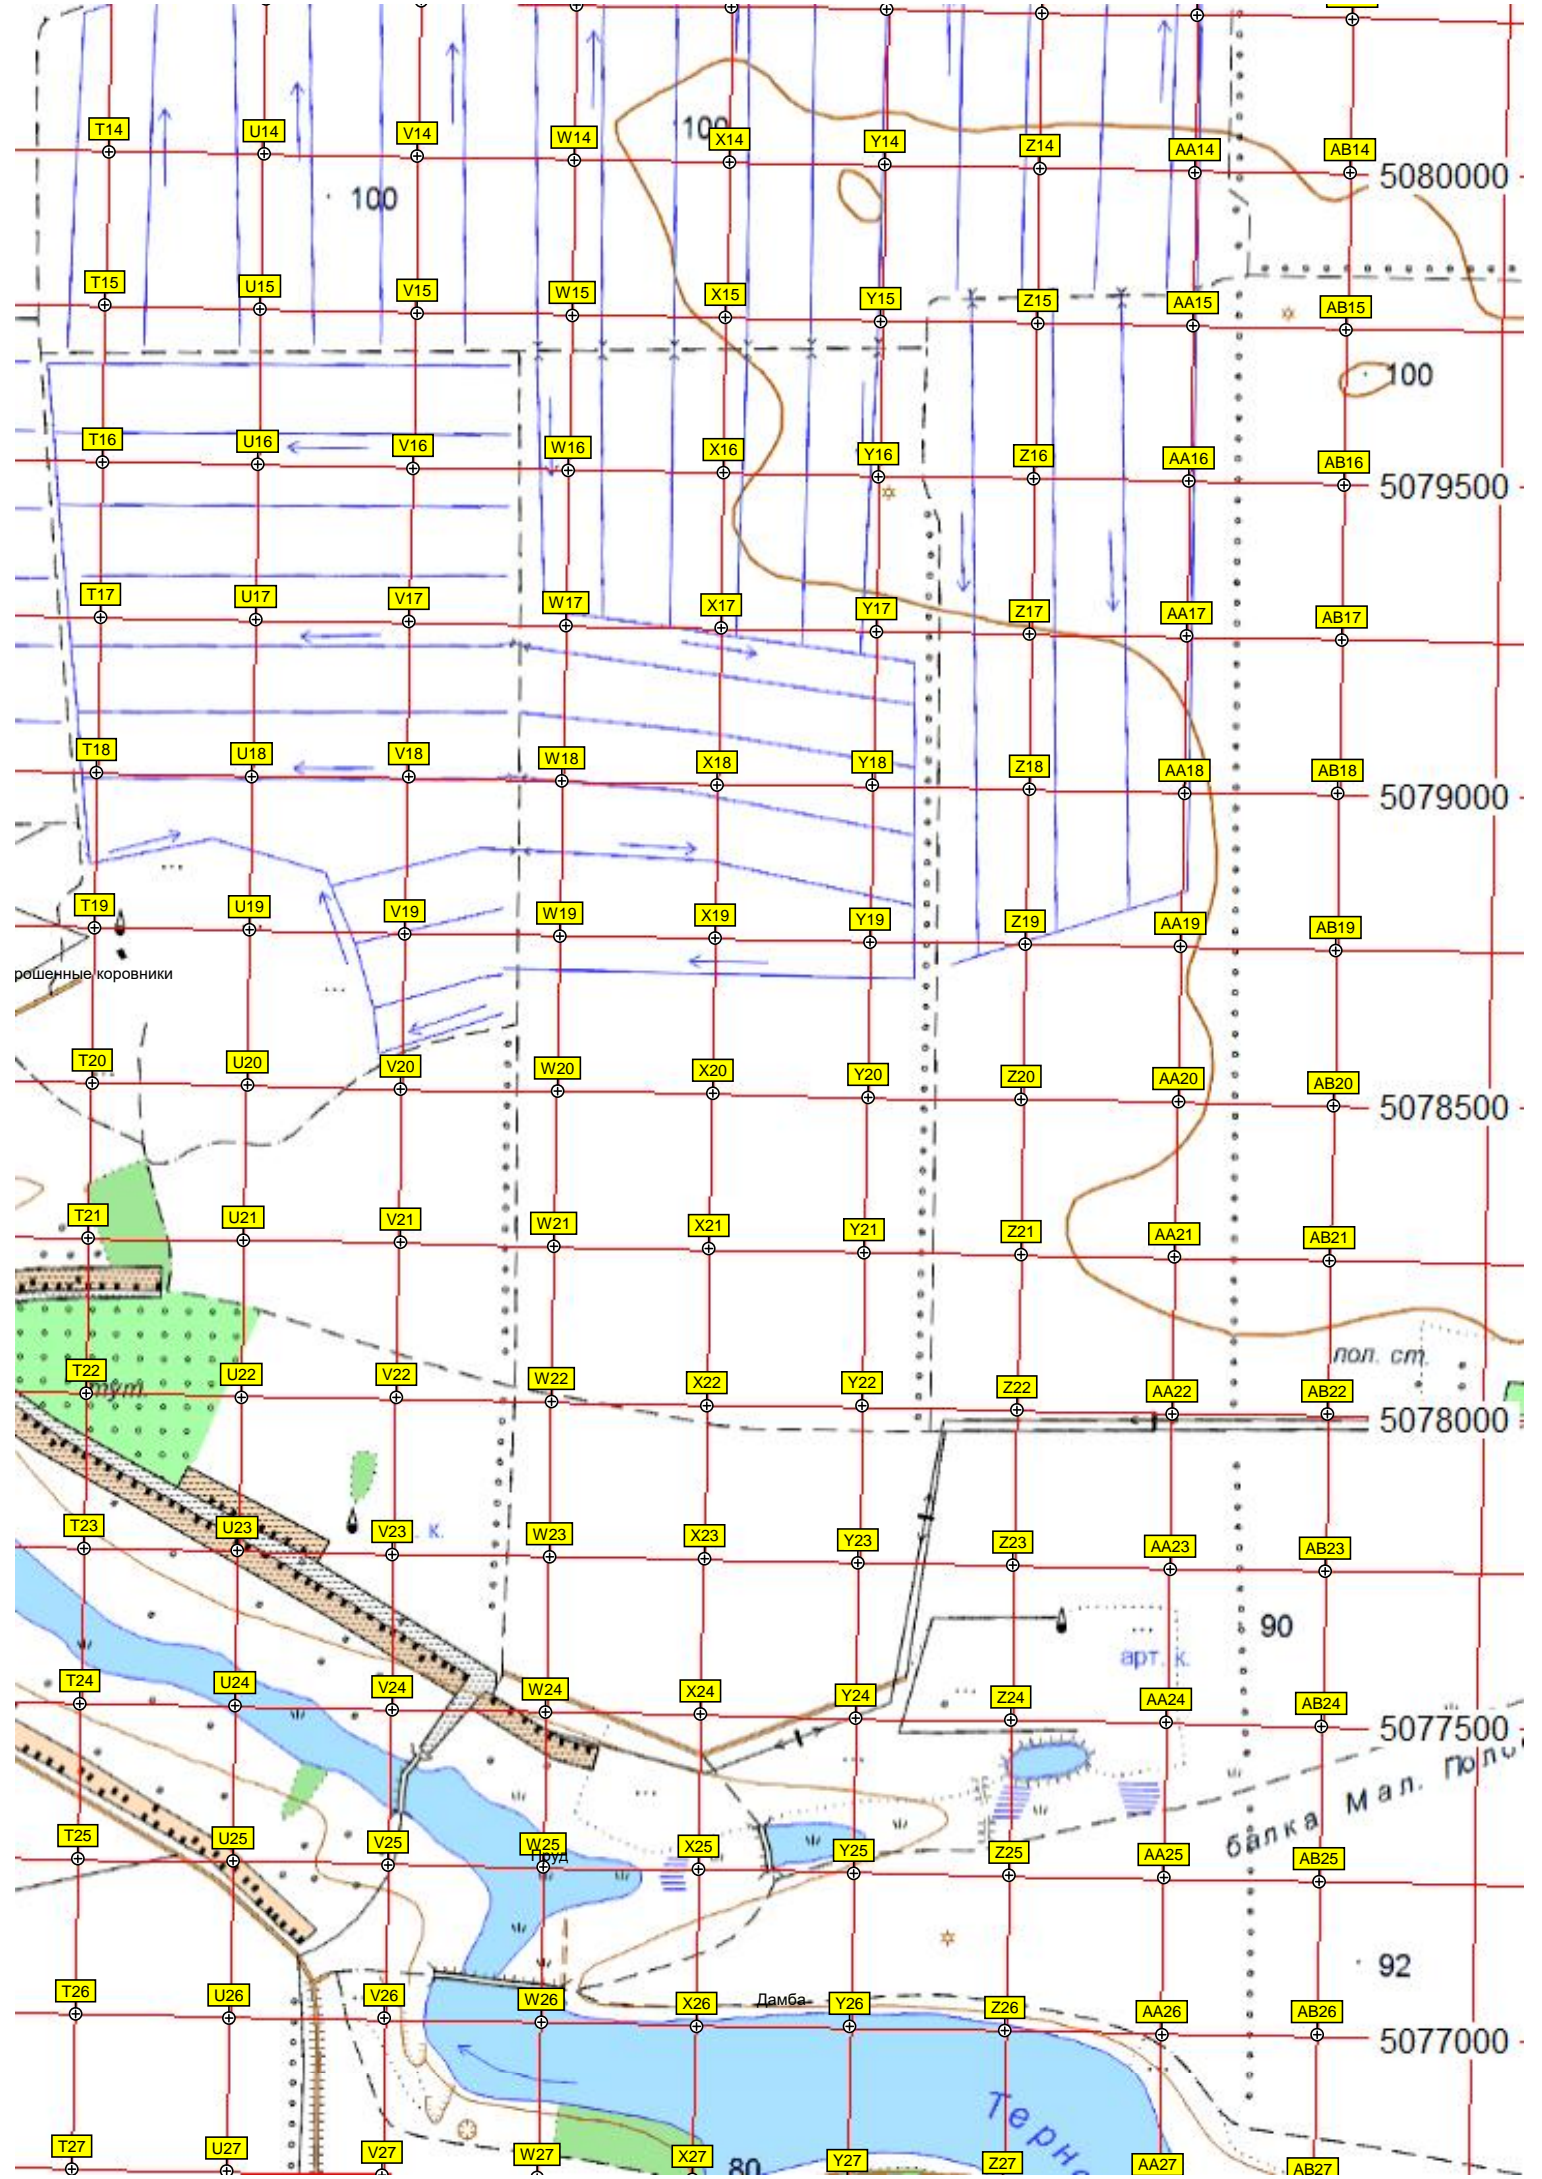 T14 U14 V14 W14 100 X14 Y14 Z14 AA14 AB14
5080000
100
T15 U15 V15 W15 X15 Y15 Z15 AA15 AB15
100
T16 U16 V16 W16 X16 Y16 Z16 AA16 AB16
5079500
T17 U17 V17 W17 X17 Y17 Z17 AA17 AB17
T18 U18 V18 W18 X18 Y18 Z18 AA18 AB18
5079000
T19 U19 V19 W19 X19 Y19 Z19 AA19 AB19
рошенные коровники
T20 U20 V20 W20 X20 Y20 Z20 AA20 AB20
5078500
T21 U21 V21 W21 X21 Y21 Z21 AA21 AB21
пол. ст.
T22 U22 V22 W22 X22 Y22 Z22 AA22 AB22
тут.
5078000
T23 U23 V23 к. W23 X23 Y23 Z23 AA23 AB23
90
арт. к.
T24 U24 V24 W24 X24 Y24 Z24 AA24 AB24
5077500
балка Мал.
T25 U25 V25 W25 X25 Y25 Z25 AA25 AB25
Пруд
92
T26 U26 V26 W26 X26 Y26 Z26 AA26 AB26
Дамба
5077000
Терно
T27 U27 V27 W27 X27 Y27 Z27 AA27 AB27
80